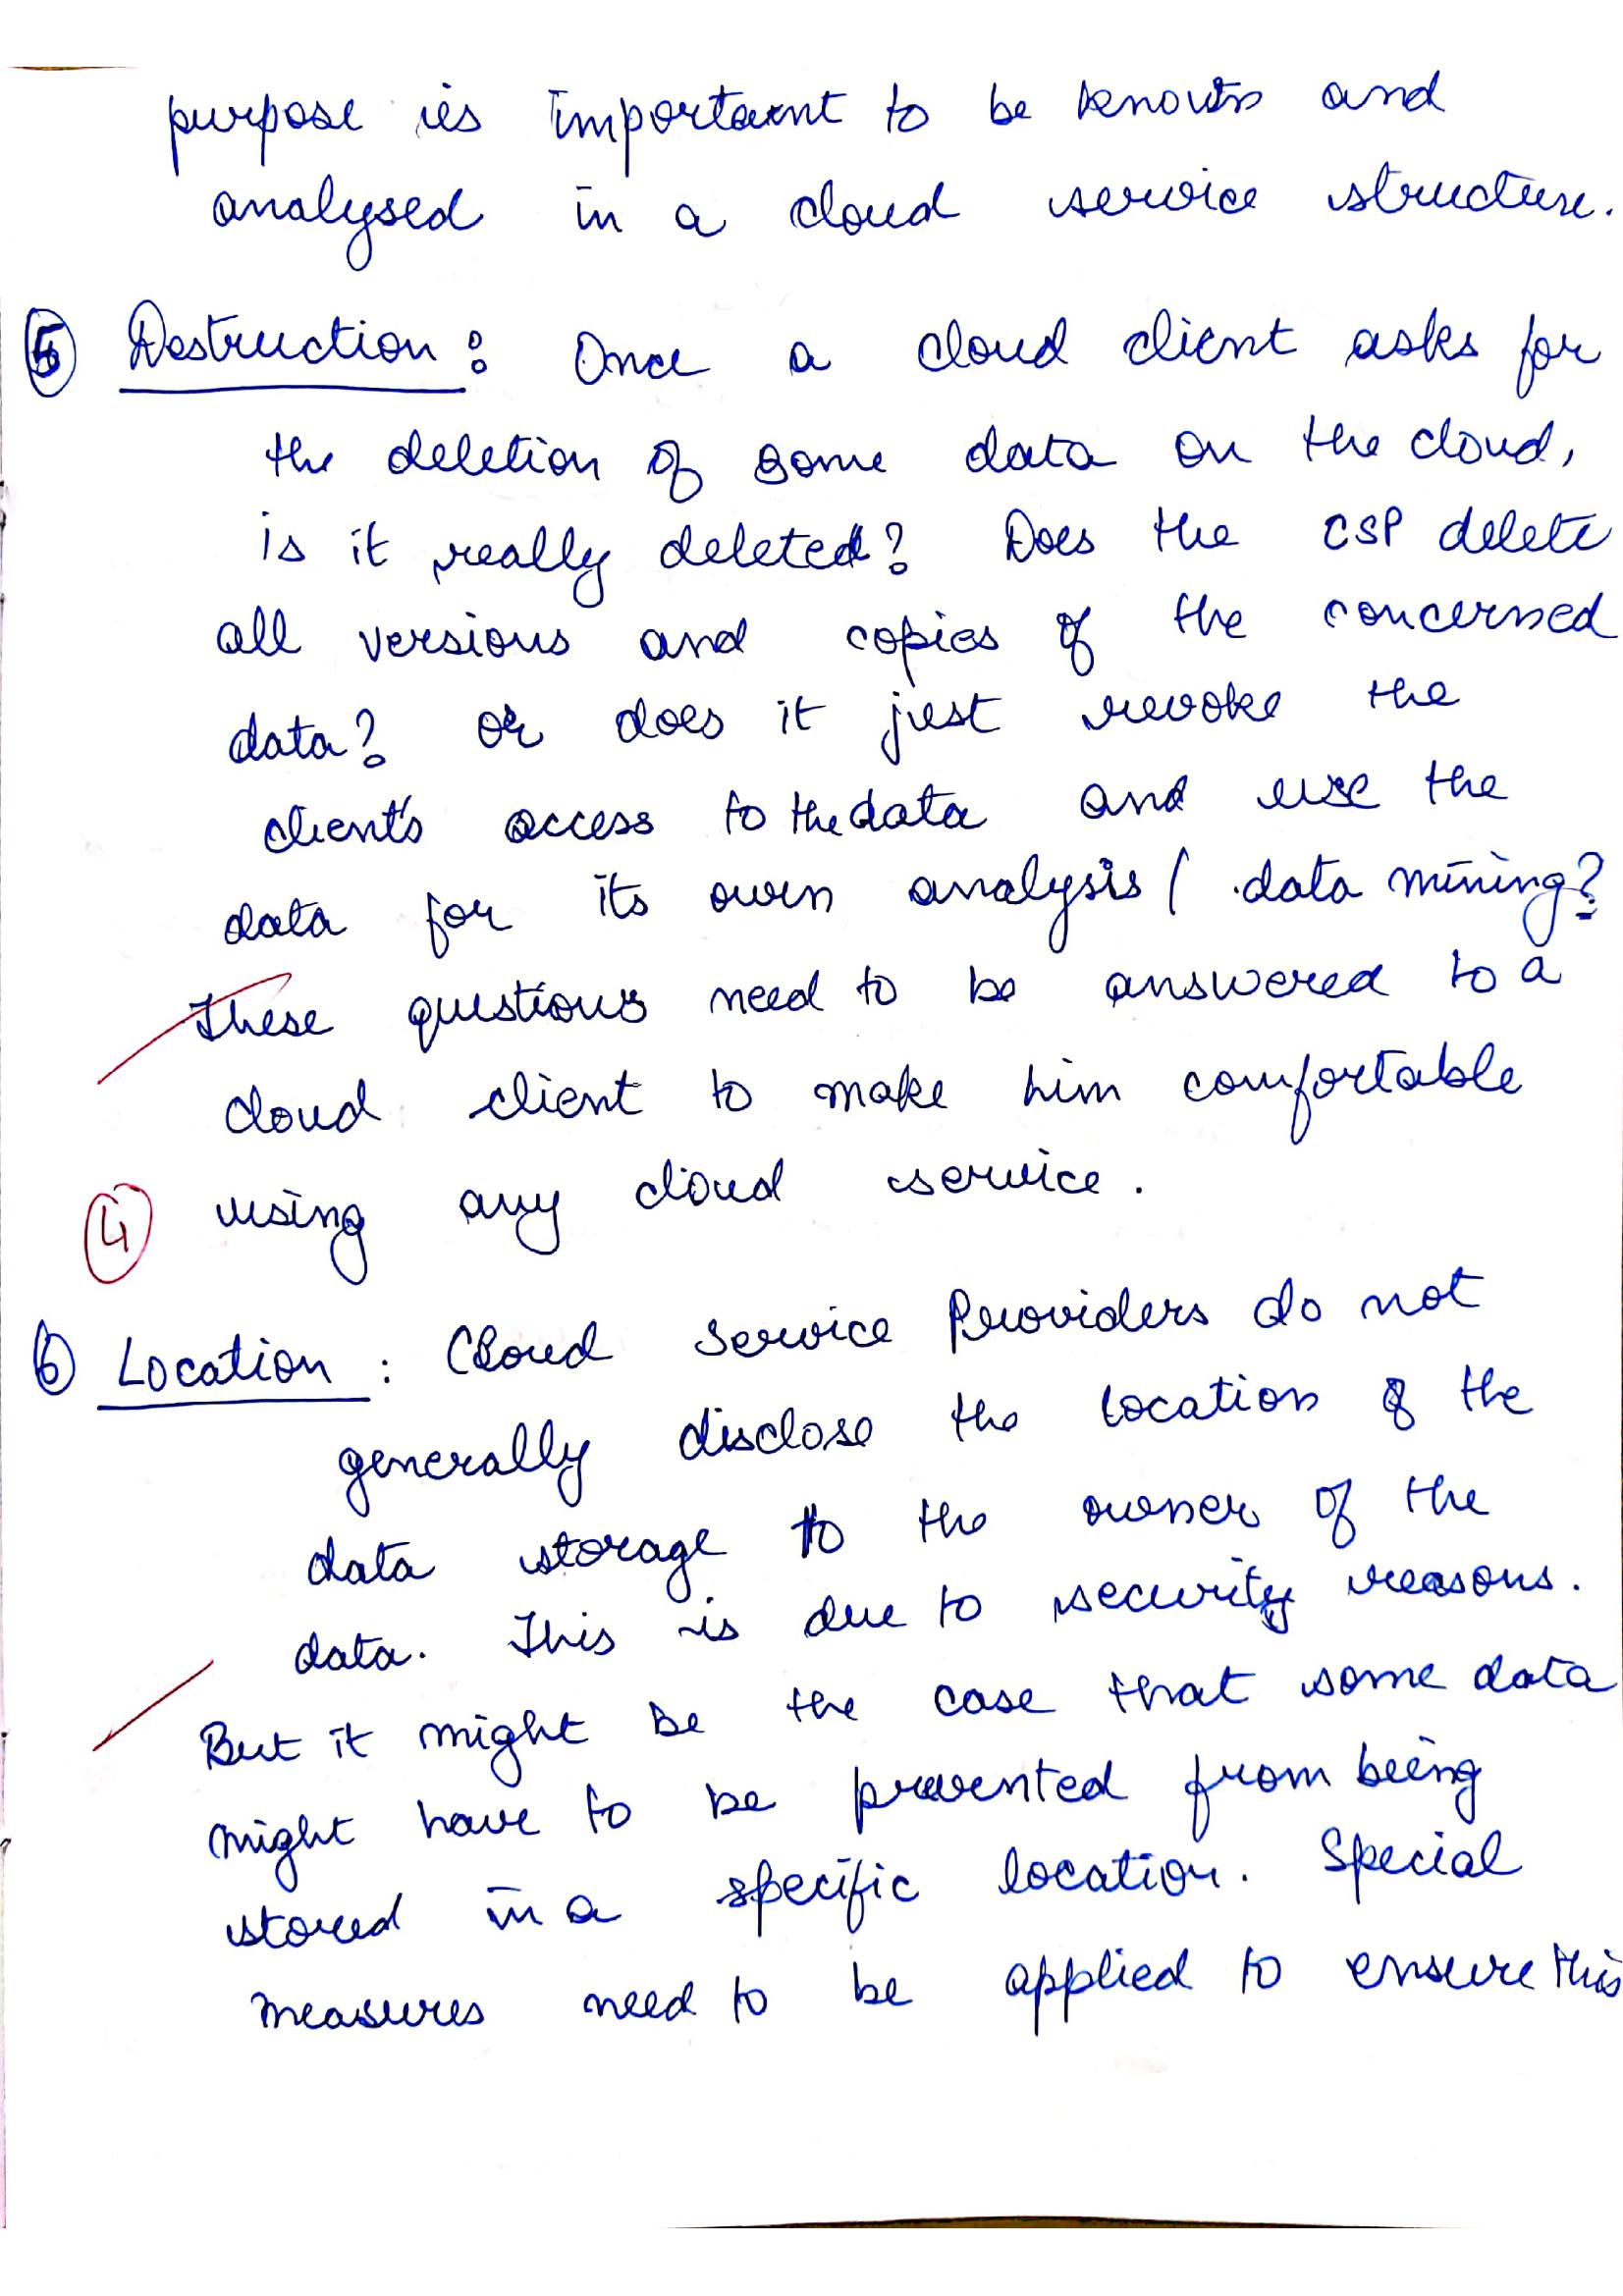 purpose is important to be known and
analysed in a cloud service structure.
⑤ Destruction : Once a cloud client asks for
the deletion of some data on the cloud,
is it really deleted? Does the CSP delete
all versions and copies of the concerned
data? or does it just revoke the
client's access to the data and use the
data for its own analysis / data mining?
These questions need to be answered to a
cloud client to make him comfortable
④ using any cloud service.
⑥ Location : Cloud Service Providers do not
generally disclose the location of the
data storage to the owner of the
data. This is due to security reasons.
But it might be the case that some data
might have to be prevented from being
stored in a specific location. Special
measures need to be applied to ensure this